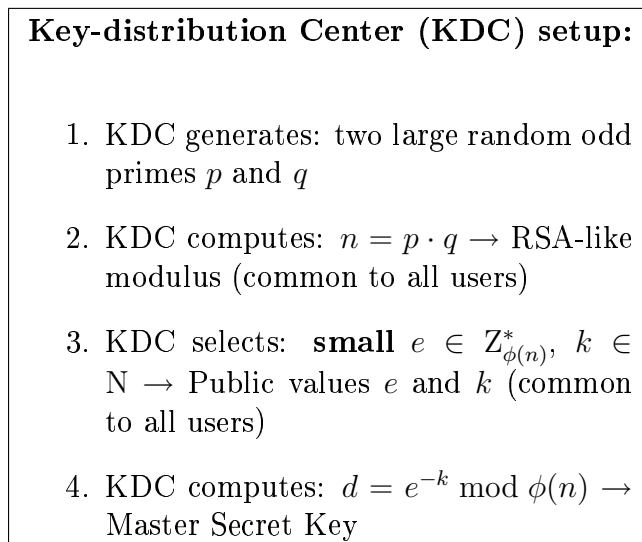 Key-distribution Center (KDC) setup:
1. KDC generates: two large random odd
primes p and q
2. KDC computes: n = p · q → RSA-like
modulus (common to all users)
3. KDC selects: small e ∈ Z*_ϕ(n), k ∈
N → Public values e and k (common
to all users)
4. KDC computes: d = e^−k mod ϕ(n) →
Master Secret Key